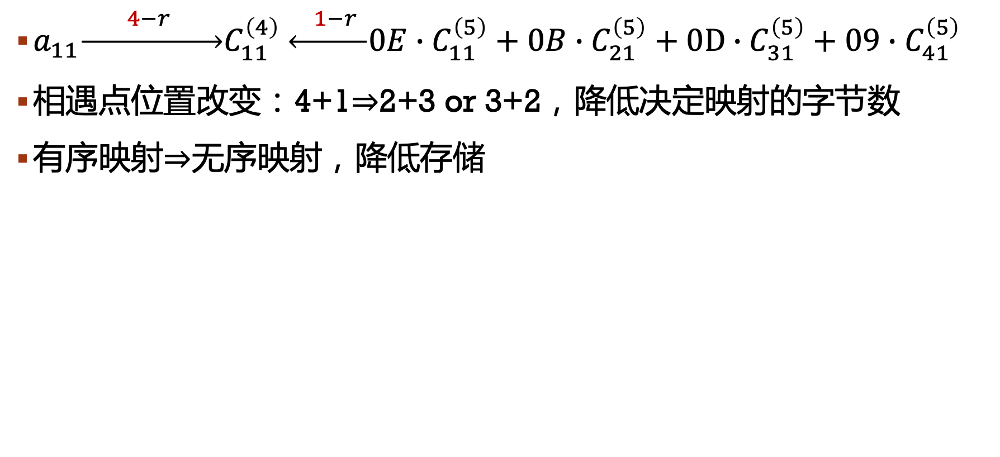 ▪ $a_{11} \xrightarrow{4-r} C_{11}^{(4)} \xleftarrow{1-r} 0E \cdot C_{11}^{(5)} + 0B \cdot C_{21}^{(5)} + 0\mathrm{D} \cdot C_{31}^{(5)} + 09 \cdot C_{41}^{(5)}$
▪ 相遇点位置改变：4+1⇒2+3 or 3+2，降低决定映射的字节数
▪ 有序映射⇒无序映射，降低存储